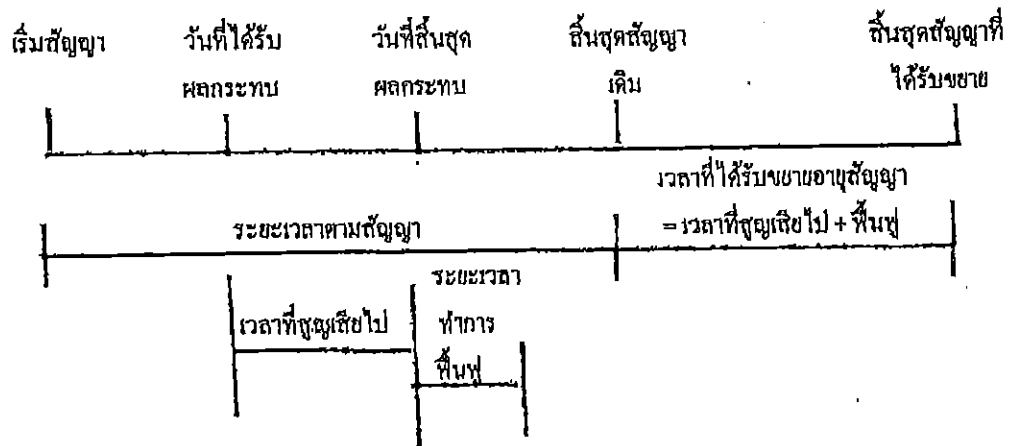 เริ่มสัญญา วันที่ได้รับ วันที่สิ้นสุด สิ้นสุดสัญญา สิ้นสุดสัญญาที่
ผลกระทบ ผลกระทบ เดิม ได้รับขยาย
เวลาที่ได้รับขยายอายุสัญญา
ระยะเวลาตามสัญญา = เวลาที่สูญเสียไป + ฟื้นฟู
ระยะเวลา
เวลาที่สูญเสียไป ทำการ
ฟื้นฟู